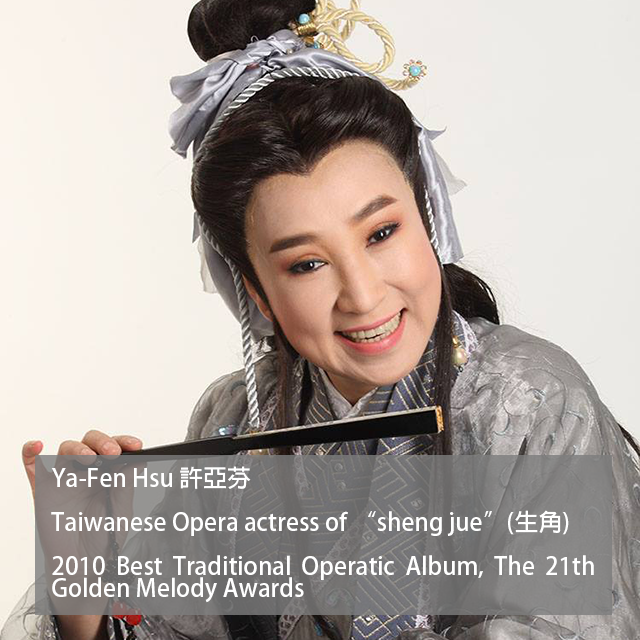 Ya-Fen Hsu 許亞芬
Taiwanese Opera actress of “sheng jue” (生角)
2010 Best Traditional Operatic Album, The 21th
Golden Melody Awards